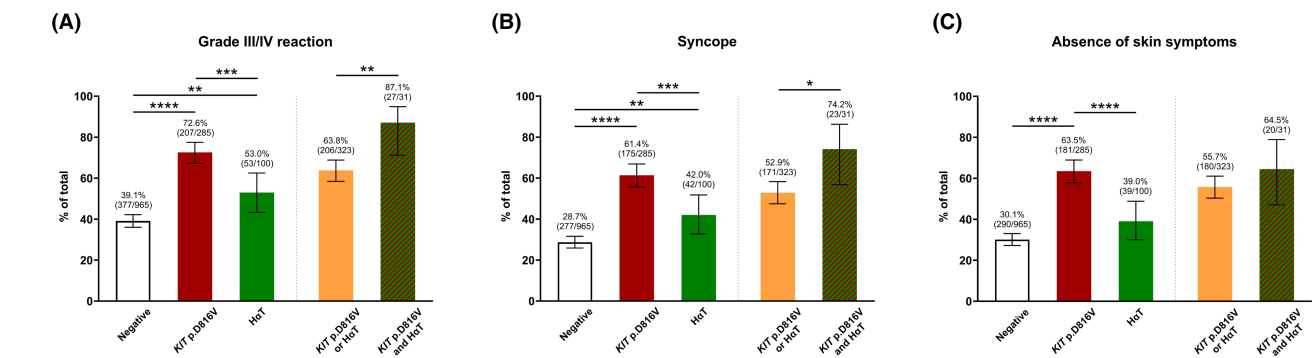 (A)
Grade III/IV reaction
% of total
100
80
60
40
20
0
****
**
***
**
39.1%
(377/965)
72.6%
(207/285)
53.0%
(53/100)
63.8%
(206/323)
87.1%
(27/31)
Negative
KIT p.D816V
HαT
KIT p.D816V
or HαT
KIT p.D816V
and HαT
(B)
Syncope
% of total
100
80
60
40
20
0
****
**
***
*
28.7%
(277/965)
61.4%
(175/285)
42.0%
(42/100)
52.9%
(171/323)
74.2%
(23/31)
Negative
KIT p.D816V
HαT
KIT p.D816V
or HαT
KIT p.D816V
and HαT
(C)
Absence of skin symptoms
% of total
100
80
60
40
20
0
****
****
30.1%
(290/965)
63.5%
(181/285)
39.0%
(39/100)
55.7%
(180/323)
64.5%
(20/31)
Negative
KIT p.D816V
HαT
KIT p.D816V
or HαT
KIT p.D816V
and HαT